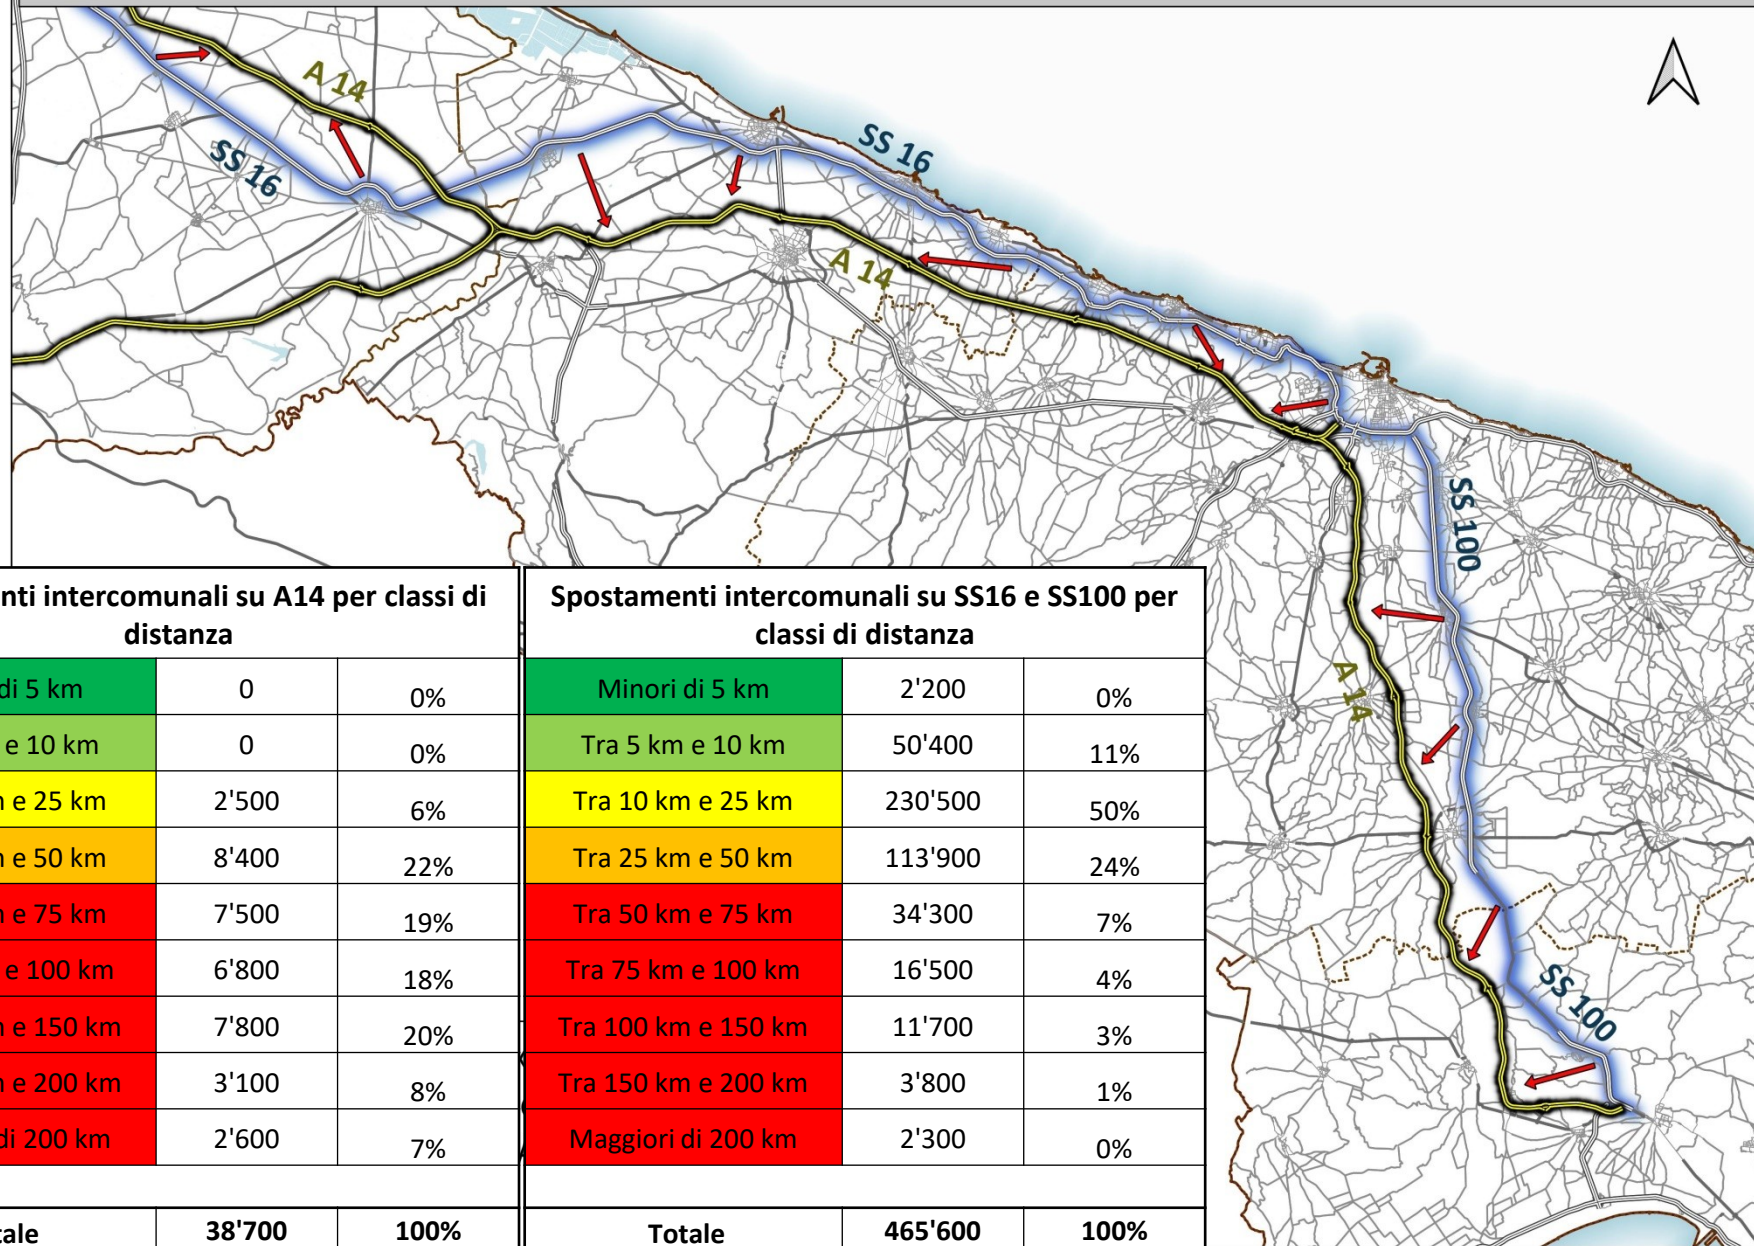 A 14
SS 16
SS 16
A 14
SS 100
A 14
SS 100
nti intercomunali su A14 per classi di
distanza
di 5 km 0 0%
e 10 km 0 0%
e 25 km 2'500 6%
e 50 km 8'400 22%
e 75 km 7'500 19%
e 100 km 6'800 18%
e 150 km 7'800 20%
e 200 km 3'100 8%
di 200 km 2'600 7%
tale 38'700 100%
Spostamenti intercomunali su SS16 e SS100 per
classi di distanza
Minori di 5 km 2'200 0%
Tra 5 km e 10 km 50'400 11%
Tra 10 km e 25 km 230'500 50%
Tra 25 km e 50 km 113'900 24%
Tra 50 km e 75 km 34'300 7%
Tra 75 km e 100 km 16'500 4%
Tra 100 km e 150 km 11'700 3%
Tra 150 km e 200 km 3'800 1%
Maggiori di 200 km 2'300 0%
Totale 465'600 100%